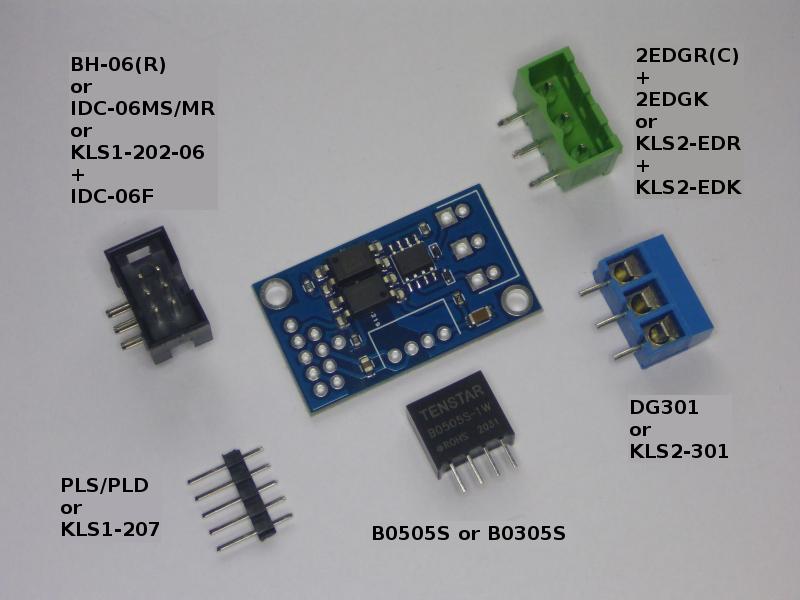 BH-06(R)
or
IDC-06MS/MR
or
KLS1-202-06
+
IDC-06F
2EDGR(C)
+
2EDGK
or
KLS2-EDR
+
KLS2-EDK
TENSTAR
B0505S-1W
ROHS 2031
DG301
or
KLS2-301
PLS/PLD
or
KLS1-207
B0505S or B0305S